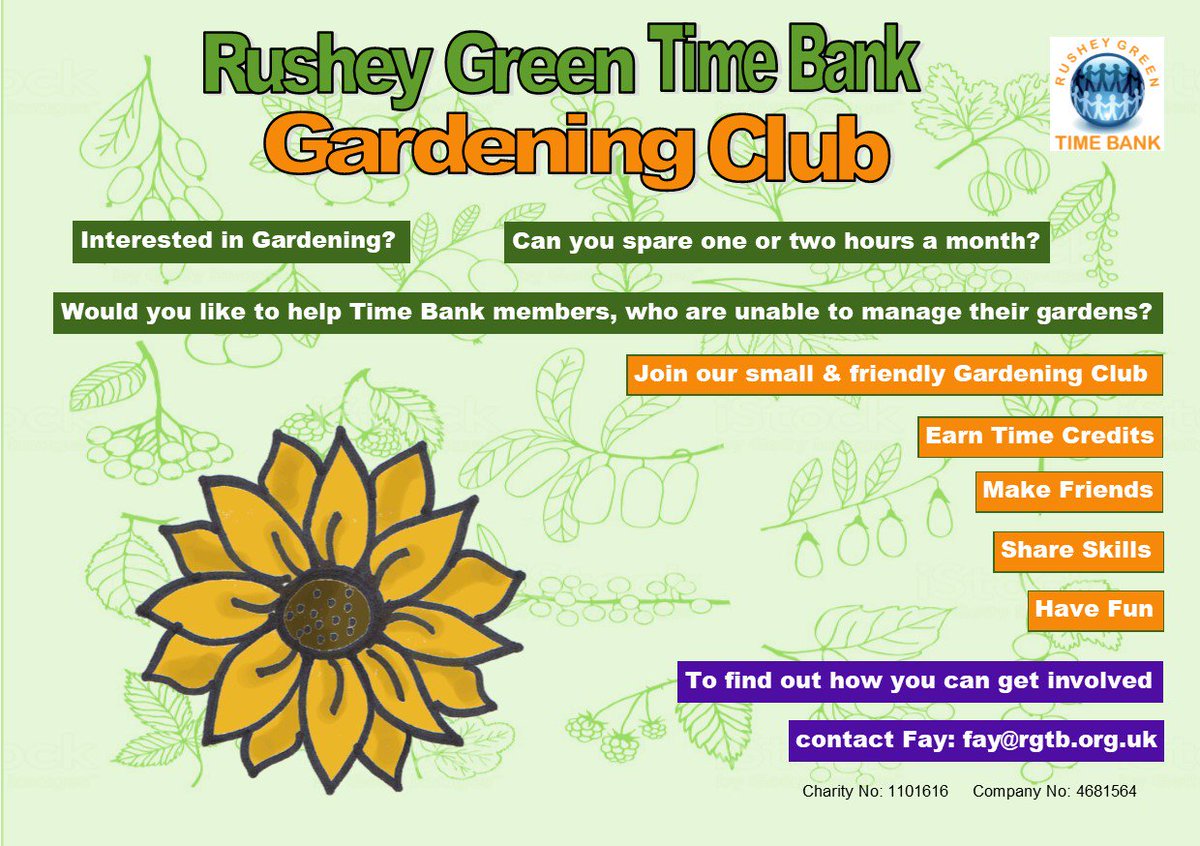 Rushey Green Time Bank
Gardening Club
RUSHEY GREEN
TIME BANK
Interested in Gardening?
Can you spare one or two hours a month?
Would you like to help Time Bank members, who are unable to manage their gardens?
Join our small & friendly Gardening Club
Earn Time Credits
Make Friends
Share Skills
Have Fun
To find out how you can get involved
contact Fay: fay@rgtb.org.uk
Charity No: 1101616 Company No: 4681564